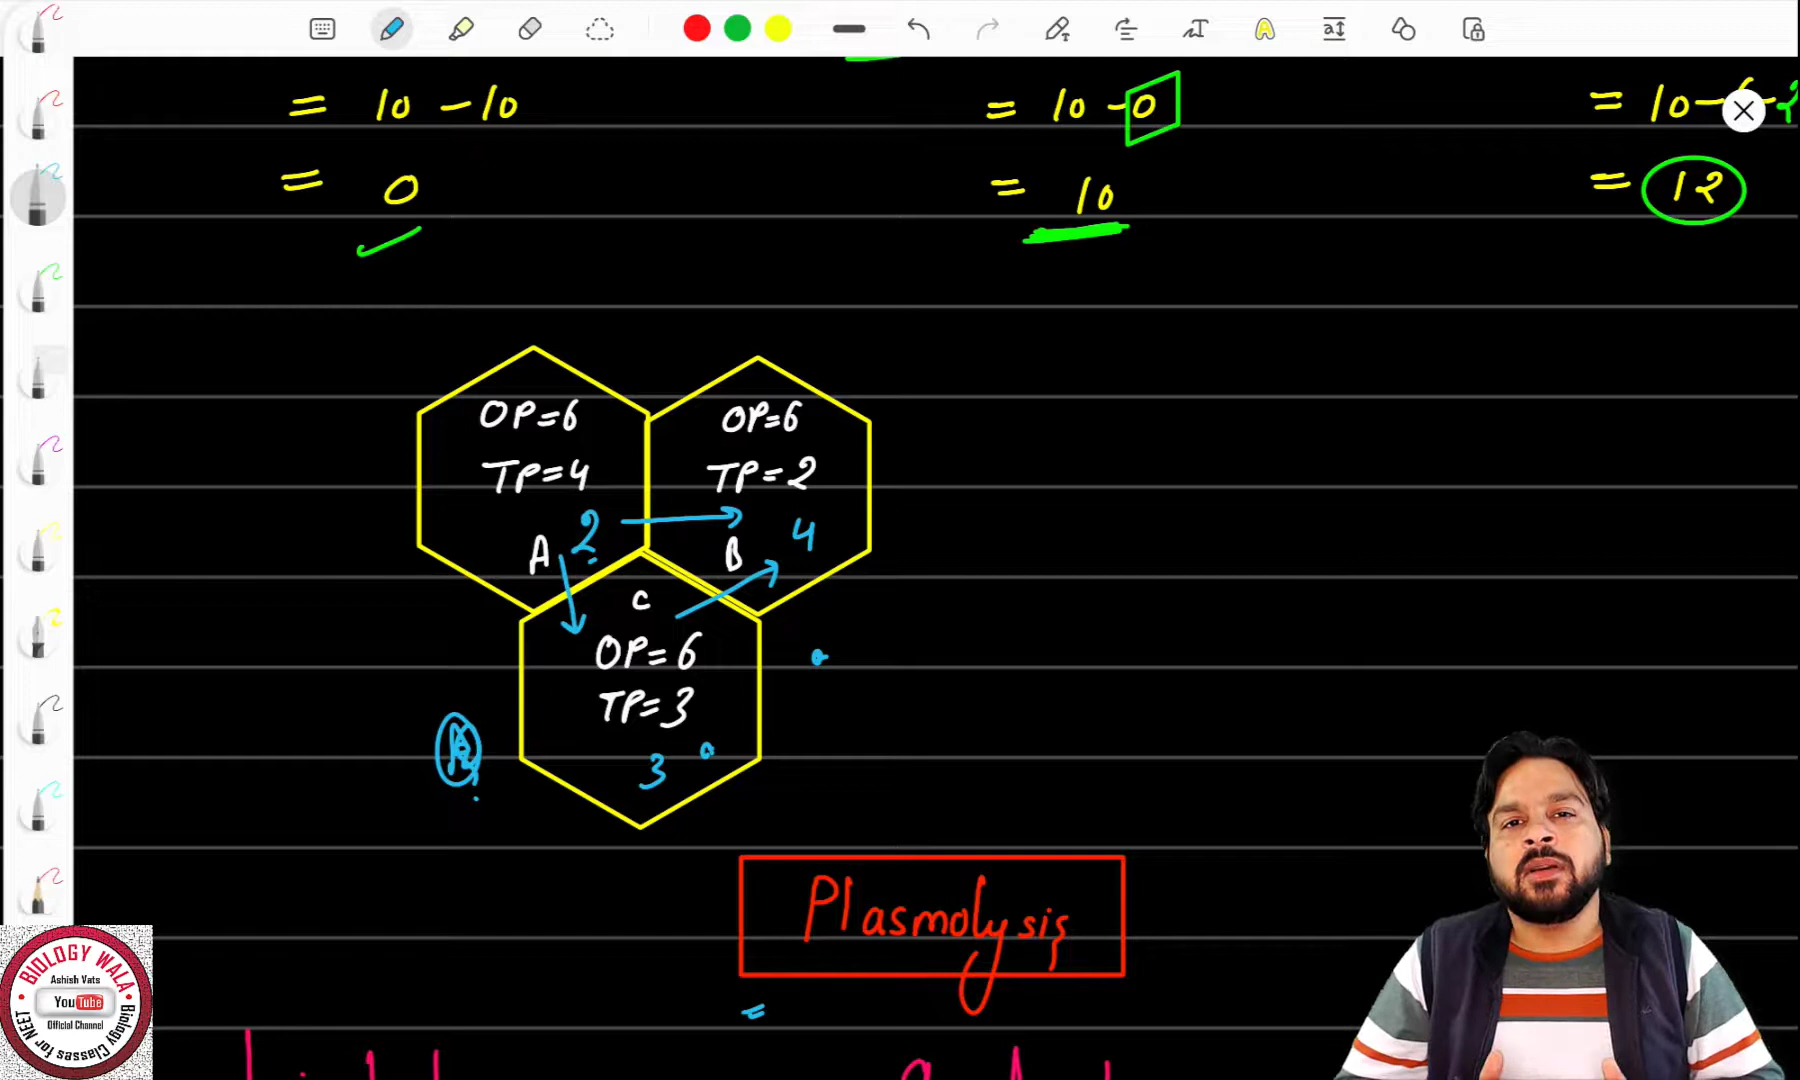 = 10 - 10
= 10 - 0
= 0
= 10
= 12
OP=6
OP=6
TP=4
TP=2
A 2
B 4
C
OP=6
TP=3
3
Plasmolysis
=
BIOLOGY WALA
Ashish Vats
YouTube
Official Channel
Biology Classes for NEET